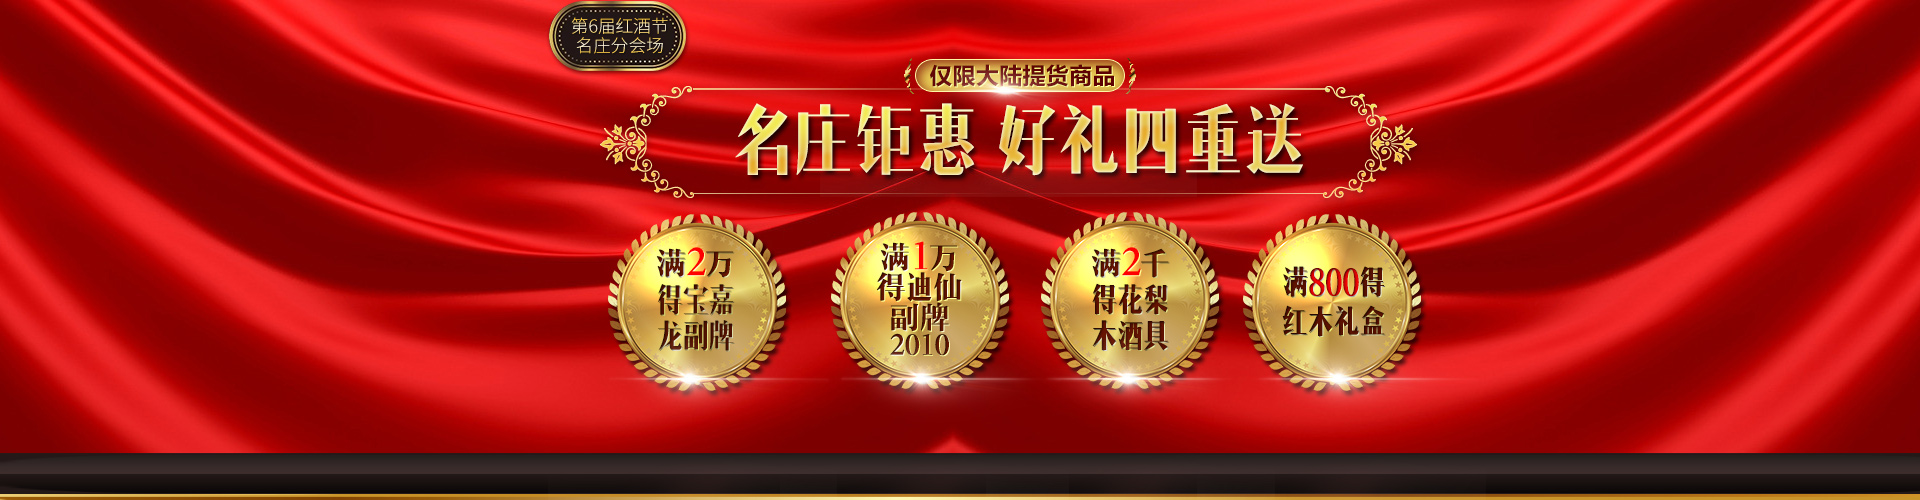 第6届红酒节
名庄分会场
仅限大陆提货商品
名庄钜惠 好礼四重送
满2万
得宝嘉
龙副牌
满1万
得迪仙
副牌
2010
满2千
得花梨
木酒具
满800得
红木礼盒